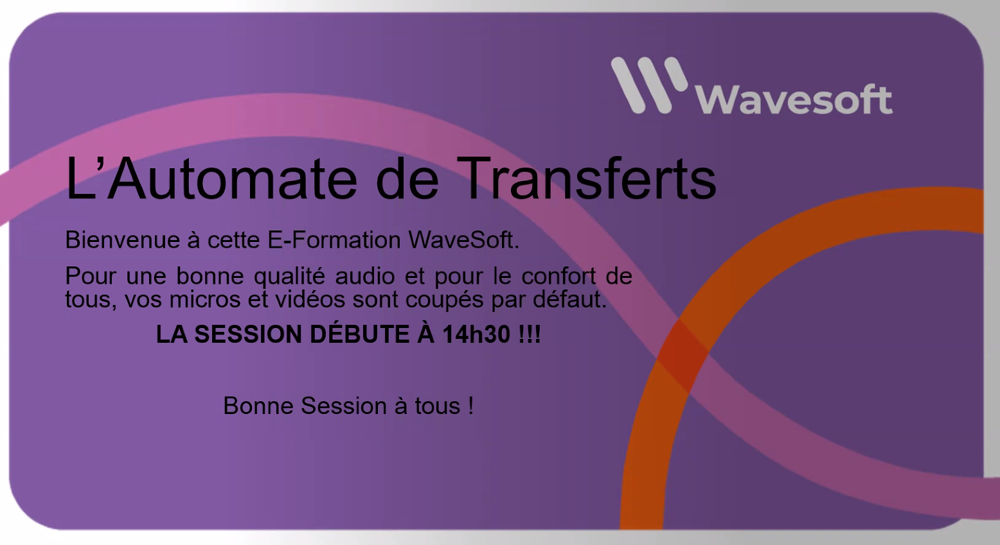 Wavesoft
L’Automate de Transferts
Bienvenue à cette E-Formation WaveSoft.
Pour une bonne qualité audio et pour le confort de
tous, vos micros et vidéos sont coupés par défaut.
LA SESSION DÉBUTE À 14h30 !!!
Bonne Session à tous !